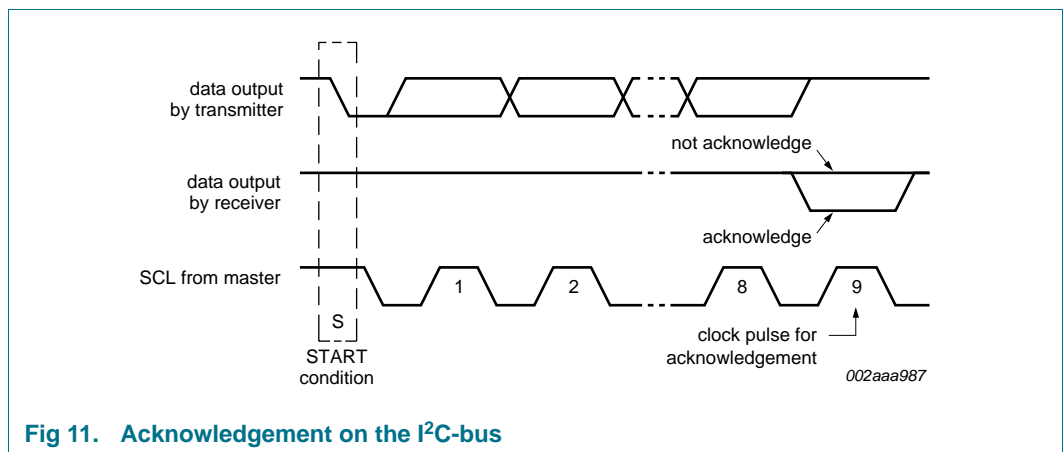 data output
by transmitter
not acknowledge
data output
by receiver
acknowledge
SCL from master
1
2
8
9
S
START
condition
clock pulse for
acknowledgement
002aaa987
Fig 11. Acknowledgement on the I²C-bus